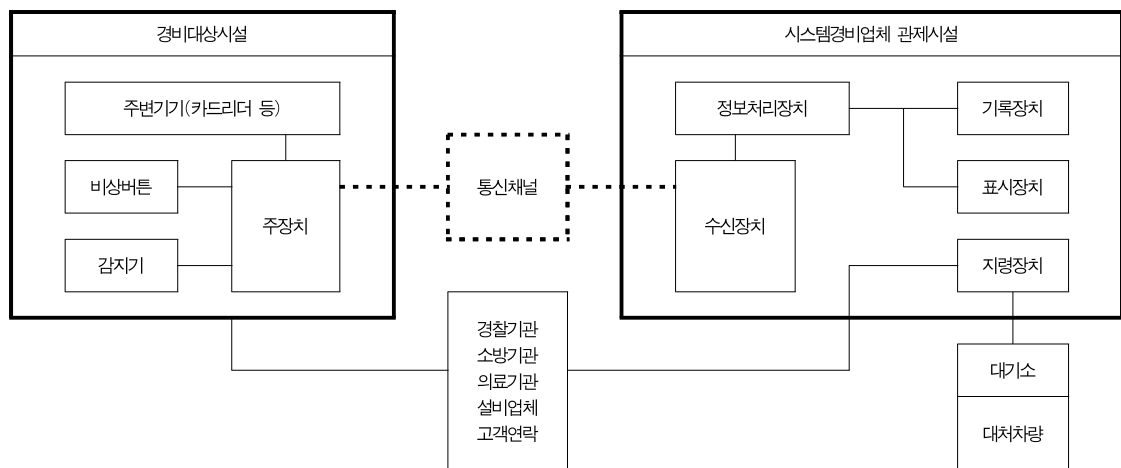 경비대상시설
주변기기(카드리더 등)
비상버튼
주장치
감지기
통신채널
시스템경비업체 관제시설
정보처리장치
기록장치
표시장치
수신장치
지령장치
경찰기관
소방기관
의료기관
설비업체
고객연락
대기소
대처차량